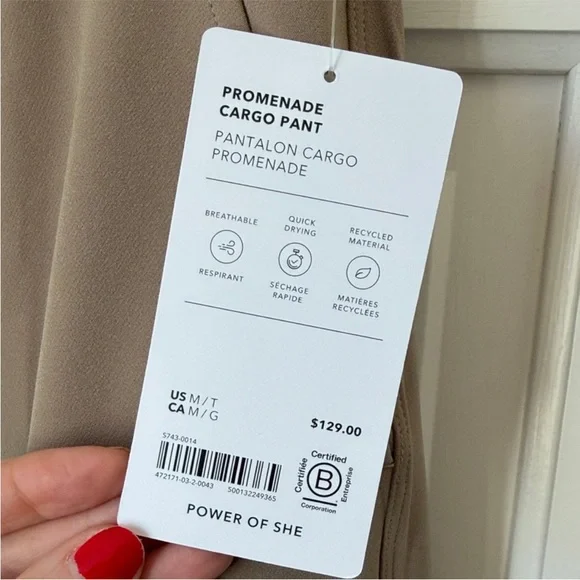 PROMENADE
CARGO PANT
PANTALON CARGO
PROMENADE
BREATHABLE
RESPIRANT
QUICK
DRYING
SÉCHAGE
RAPIDE
RECYCLED
MATERIAL
MATIÈRES
RECYCLÉES
US M / T
CA M / G
$129.00
5743-0014
472171-03-2-0043 500132249365
Certified
Certifiée
B
Entreprise
Corporation
POWER OF SHE